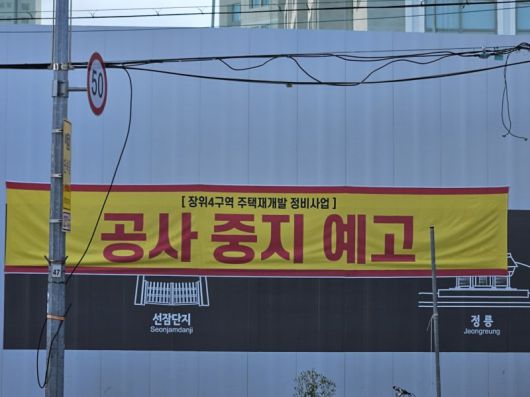 50
[ 장위4구역 주택재개발 정비사업 ]
공사 중지 예고
47
선잠단지
Seonjamdanji
정릉
Jeongreung